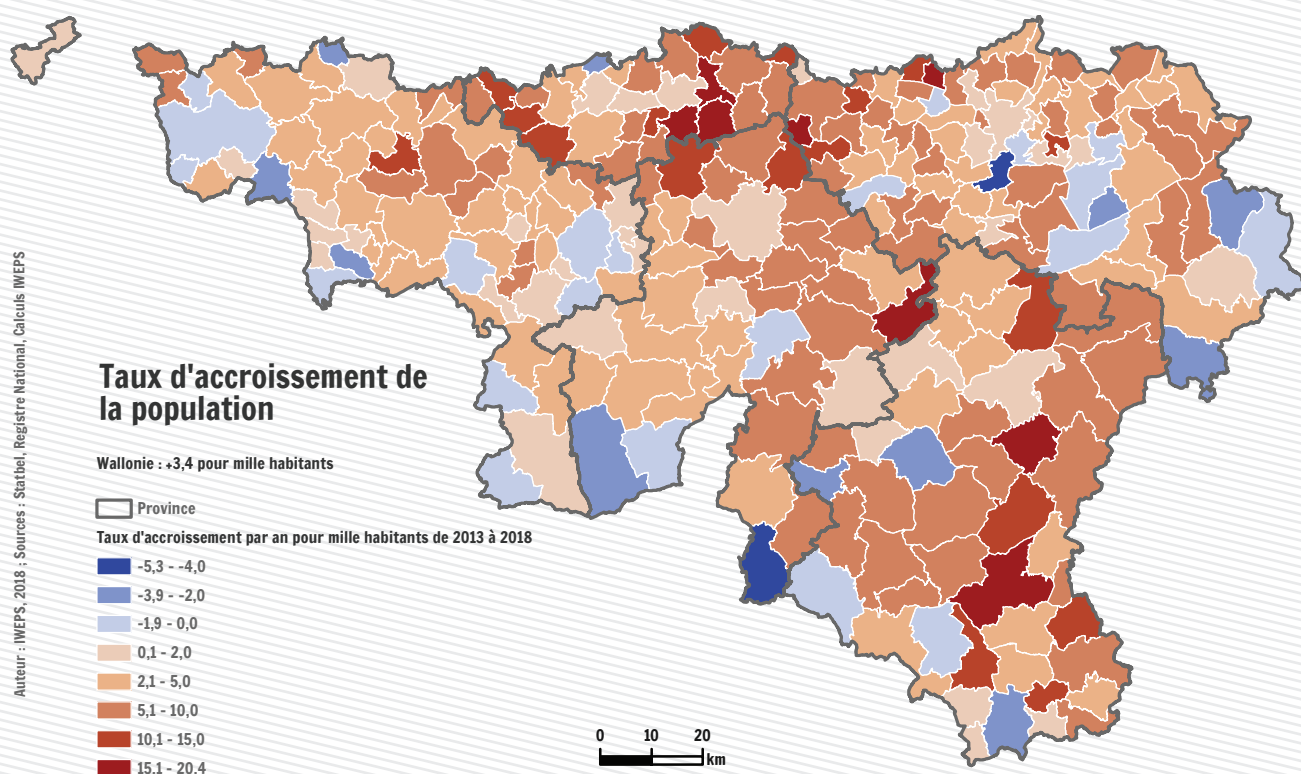 Taux d'accroissement de
la population
Wallonie : +3,4 pour mille habitants
Province
Taux d'accroissement par an pour mille habitants de 2013 à 2018
-5,3 - -4,0
-3,9 - -2,0
-1,9 - 0,0
0,1 - 2,0
2,1 - 5,0
5,1 - 10,0
10,1 - 15,0
15,1 - 20,4
0 10 20
km
Auteur : IWEPS, 2018 ; Sources : Statbel, Registre National, Calculs IWEPS